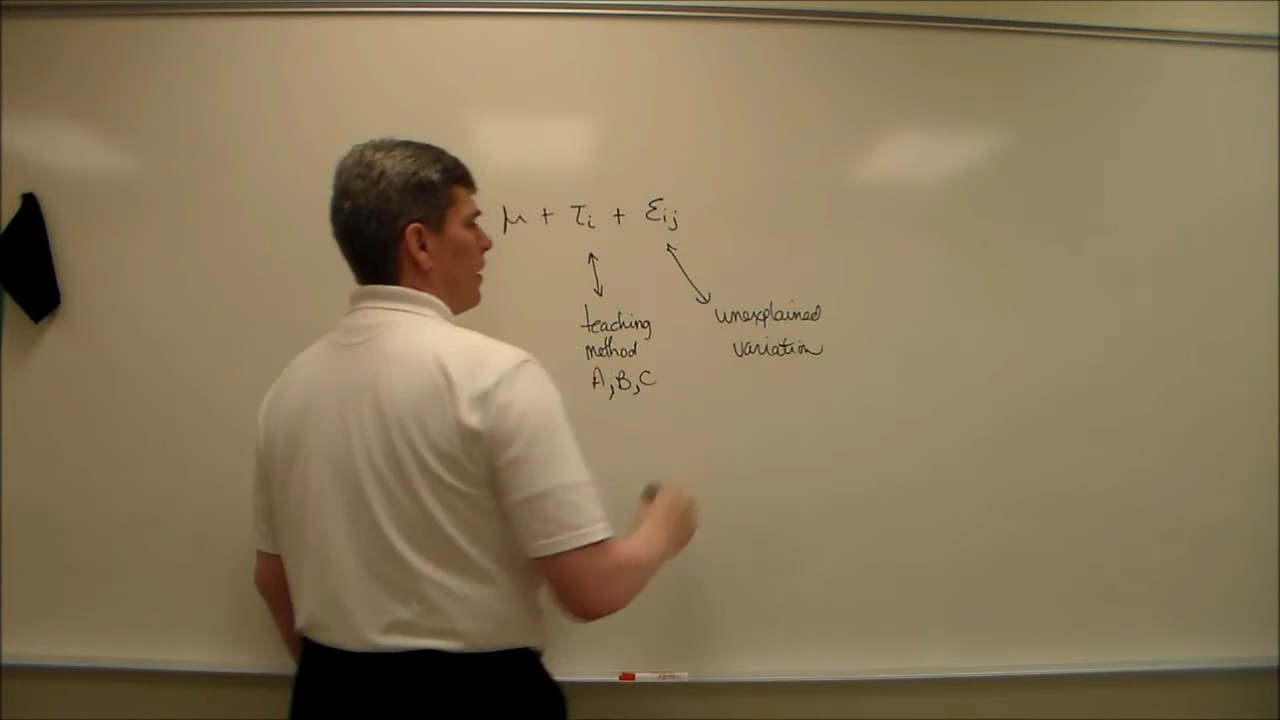 μ + τi + εij
teaching
method
A, B, C
unexplained
variation